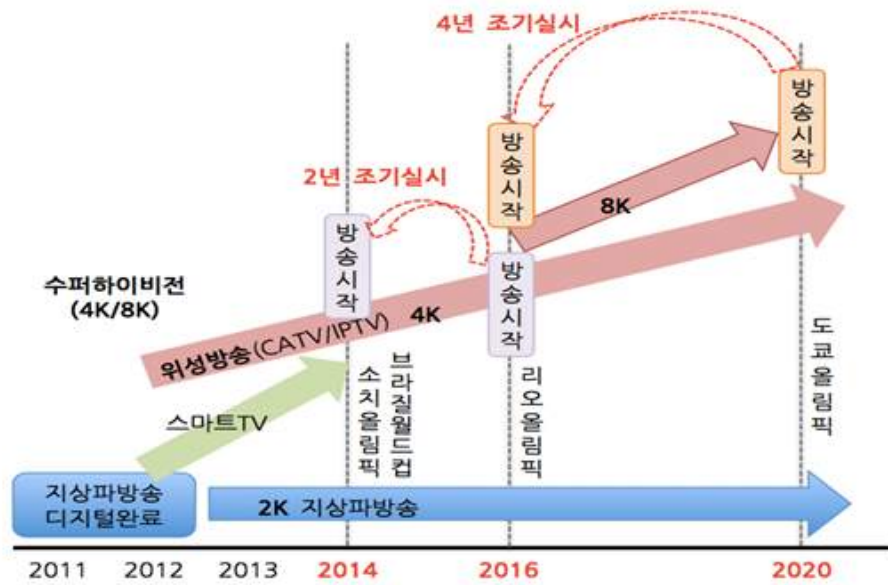 4년 조기실시
방송시작
방송시작
2년 조기실시
8K
방송시작
방송시작
수퍼하이비전
(4K/8K)
4K
위성방송(CATV/IPTV)
스마트TV
소치올림픽
브라질월드컵
리오올림픽
도쿄올림픽
지상파방송
디지털완료
2K 지상파방송
2011 2012 2013 2014 2016 2020